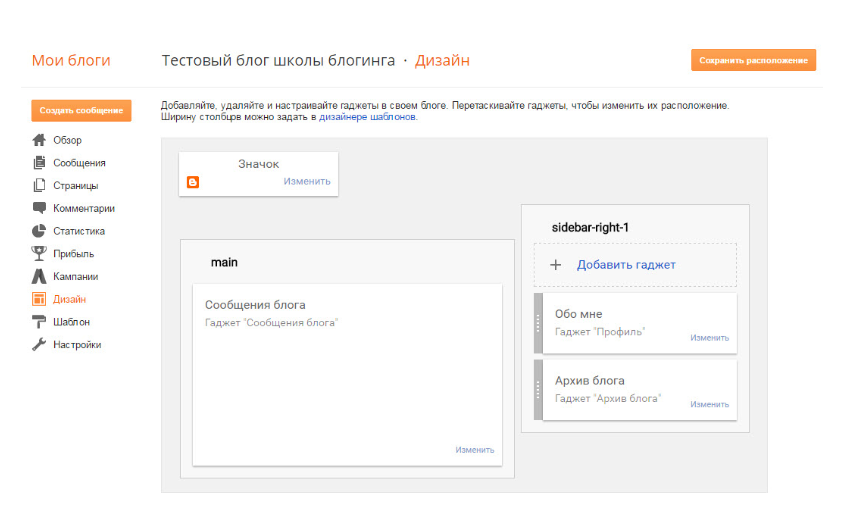 Мои блоги
Тестовый блог школы блогинга · Дизайн
Сохранить расположение
Создать сообщение
Обзор
Сообщения
Страницы
Комментарии
Статистика
Прибыль
Кампании
Дизайн
Шаблон
Настройки
Добавляйте, удаляйте и настраивайте гаджеты в своем блоге. Перетаскивайте гаджеты, чтобы изменить их расположение.
Ширину столбцов можно задать в дизайнере шаблонов.
Значок
Изменить
main
Сообщения блога
Гаджет "Сообщения блога"
Изменить
sidebar-right-1
+ Добавить гаджет
Обо мне
Гаджет "Профиль"
Изменить
Архив блога
Гаджет "Архив блога"
Изменить